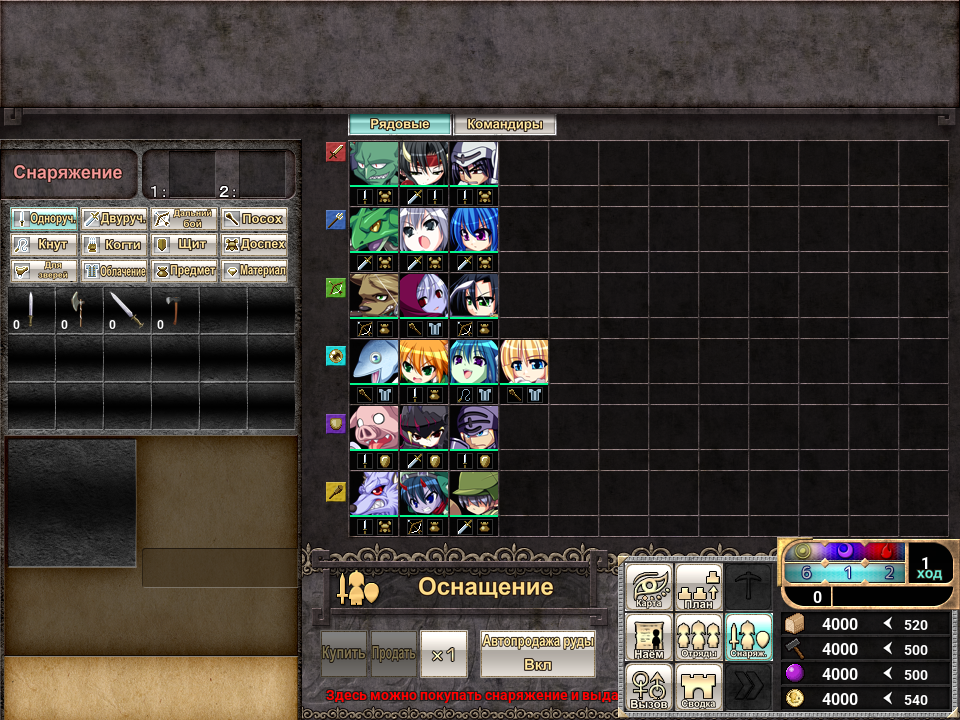 Рядовые Командиры
Снаряжение
1: 2:
Одноруч. Двуруч. Дальний бой Посох
Кнут Когти Щит Доспех
Для зверей Облачение Предмет Материал
0 0 0 0
Оснащение
Купить Продать ×1 Автопродажа руды
Вкл
Здесь можно покупать снаряжение и выда
Карта План
Наём Отряды Снаряж.
Вызов Сводка
6 1 2 1 ход
0
4000 520
4000 500
4000 500
4000 540